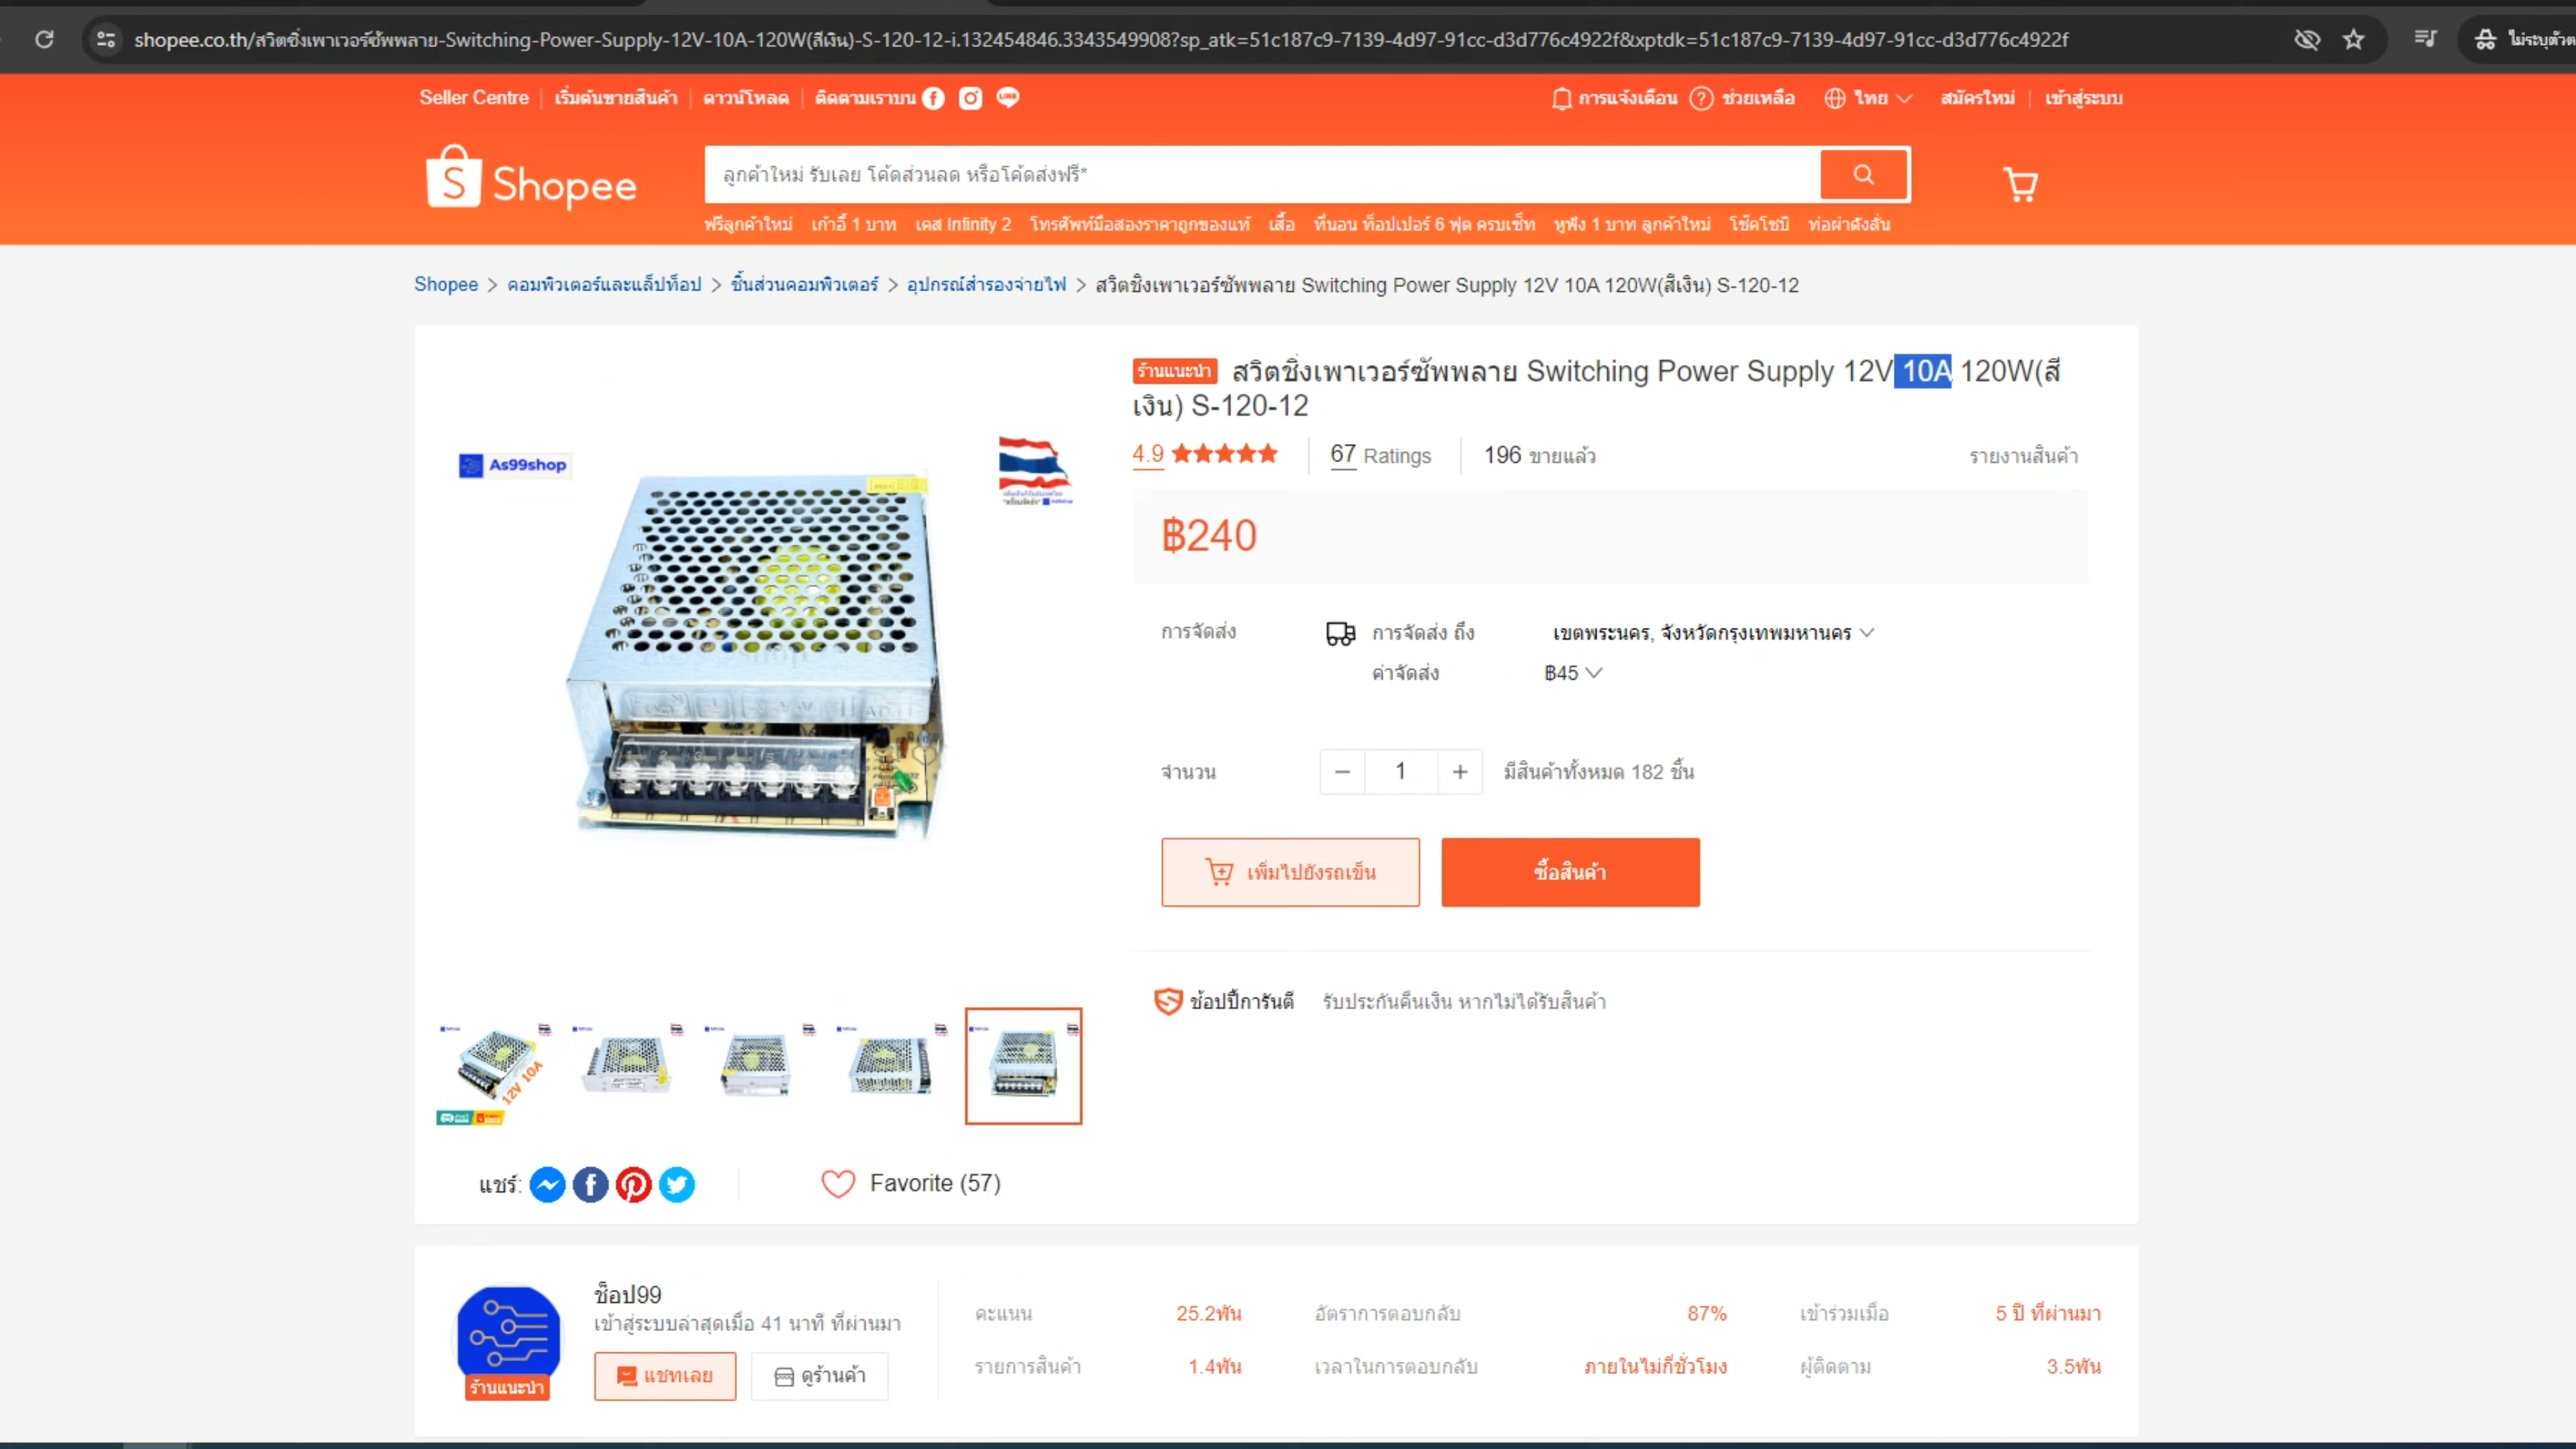 shopee.co.th/สวิตชิ่งเพาเวอร์ซัพพลาย-Switching-Power-Supply-12V-10A-120W(สีเงิน)-S-120-12-i.132454846.3343549908?sp_atk=51c187c9-7139-4d97-91cc-d3d776c4922f&xptdk=51c187c9-7139-4d97-91cc-d3d776c4922f
Seller Centre เริ่มต้นขายสินค้า ดาวน์โหลด ติดตามเราบน LINE การแจ้งเตือน ช่วยเหลือ ไทย สมัครใหม่ เข้าสู่ระบบ
Shopee
ลูกค้าใหม่ รับเลย โค้ดส่วนลด หรือโค้ดส่งฟรี*
ฟรีลูกค้าใหม่ เก้าอี้ 1 บาท เคส Infinity 2 โทรศัพท์มือสองราคาถูกของแท้ เสื้อ ที่นอน ท็อปเปอร์ 6 ฟุต ครบเซ็ท หูฟัง 1 บาท ลูกค้าใหม่ โช๊คโชบิ ท่อผ่าดังลั่น
Shopee > คอมพิวเตอร์และแล็ปท็อป > ชิ้นส่วนคอมพิวเตอร์ > อุปกรณ์สำรองจ่ายไฟ > สวิตชิ่งเพาเวอร์ซัพพลาย Switching Power Supply 12V 10A 120W(สีเงิน) S-120-12
ร้านแนะนำ สวิตชิ่งเพาเวอร์ซัพพลาย Switching Power Supply 12V 10A 120W(สี
เงิน) S-120-12
4.9 67 Ratings 196 ขายแล้ว รายงานสินค้า
As99shop
฿240
การจัดส่ง การจัดส่ง ถึง เขตพระนคร, จังหวัดกรุงเทพมหานคร
ค่าจัดส่ง ฿45
จำนวน − 1 + มีสินค้าทั้งหมด 182 ชิ้น
เพิ่มไปยังรถเข็น ซื้อสินค้า
ช้อปปี้การันตี รับประกันคืนเงิน หากไม่ได้รับสินค้า
12V 10A
แชร์: Favorite (57)
ช็อป99
เข้าสู่ระบบล่าสุดเมื่อ 41 นาที ที่ผ่านมา
ร้านแนะนำ
แชทเลย ดูร้านค้า
คะแนน 25.2พัน อัตราการตอบกลับ 87% เข้าร่วมเมื่อ 5 ปี ที่ผ่านมา
รายการสินค้า 1.4พัน เวลาในการตอบกลับ ภายในไม่กี่ชั่วโมง ผู้ติดตาม 3.5พัน